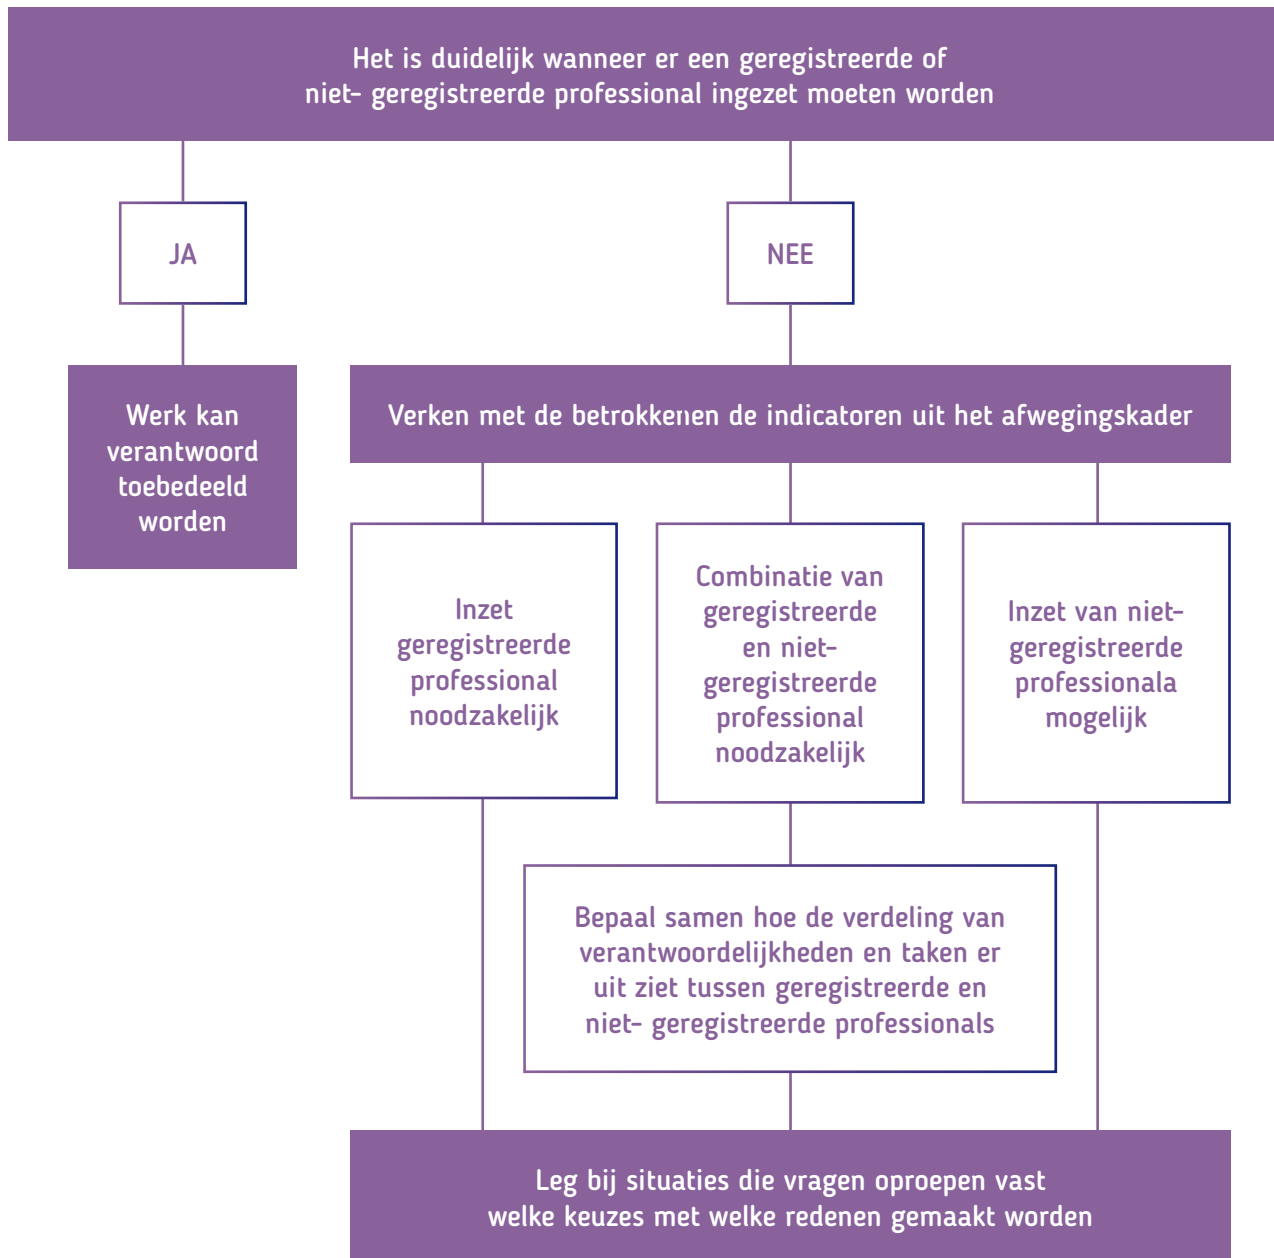 Het is duidelijk wanneer er een geregistreerde of
niet- geregistreerde professional ingezet moeten worden
JA
NEE
Werk kan
verantwoord
toebedeeld
worden
Verken met de betrokkenen de indicatoren uit het afwegingskader
Inzet
geregistreerde
professional
noodzakelijk
Combinatie van
geregistreerde
en niet-
geregistreerde
professional
noodzakelijk
Inzet van niet-
geregistreerde
professionala
mogelijk
Bepaal samen hoe de verdeling van
verantwoordelijkheden en taken er
uit ziet tussen geregistreerde en
niet- geregistreerde professionals
Leg bij situaties die vragen oproepen vast
welke keuzes met welke redenen gemaakt worden